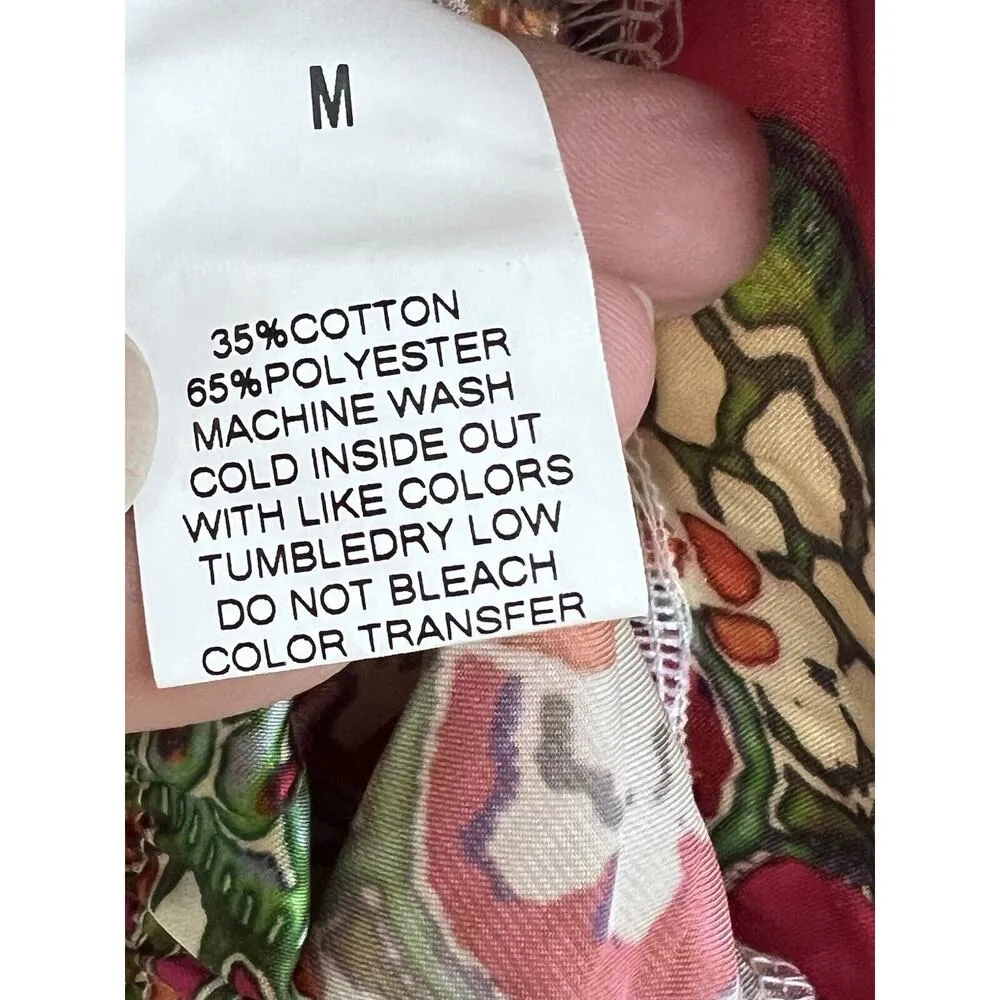 M
35%COTTON
65%POLYESTER
MACHINE WASH
COLD INSIDE OUT
WITH LIKE COLORS
TUMBLEDRY LOW
DO NOT BLEACH
COLOR TRANSFER